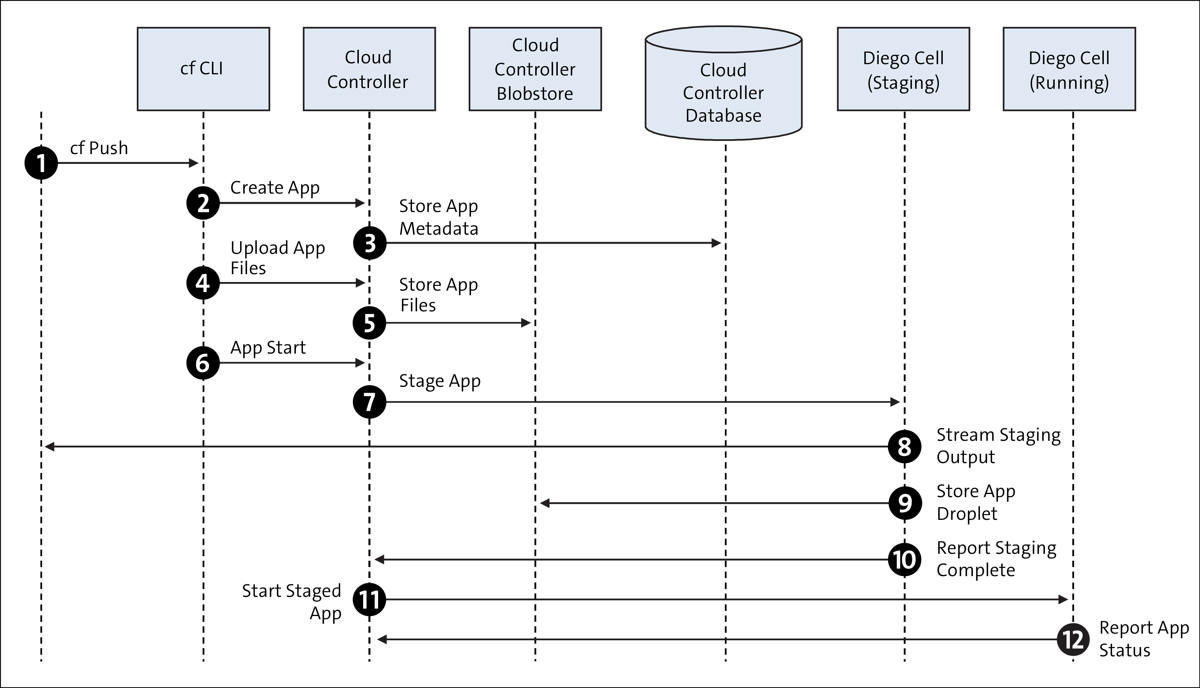 cf CLI
Cloud
Controller
Cloud
Controller
Blobstore
Cloud
Controller
Database
Diego Cell
(Staging)
Diego Cell
(Running)
1
cf Push
2
Create App
3
Store App
Metadata
4
Upload App
Files
5
Store App
Files
6
App Start
7
Stage App
8
Stream Staging
Output
9
Store App
Droplet
10
Report Staging
Complete
Start Staged
App
11
12
Report App
Status